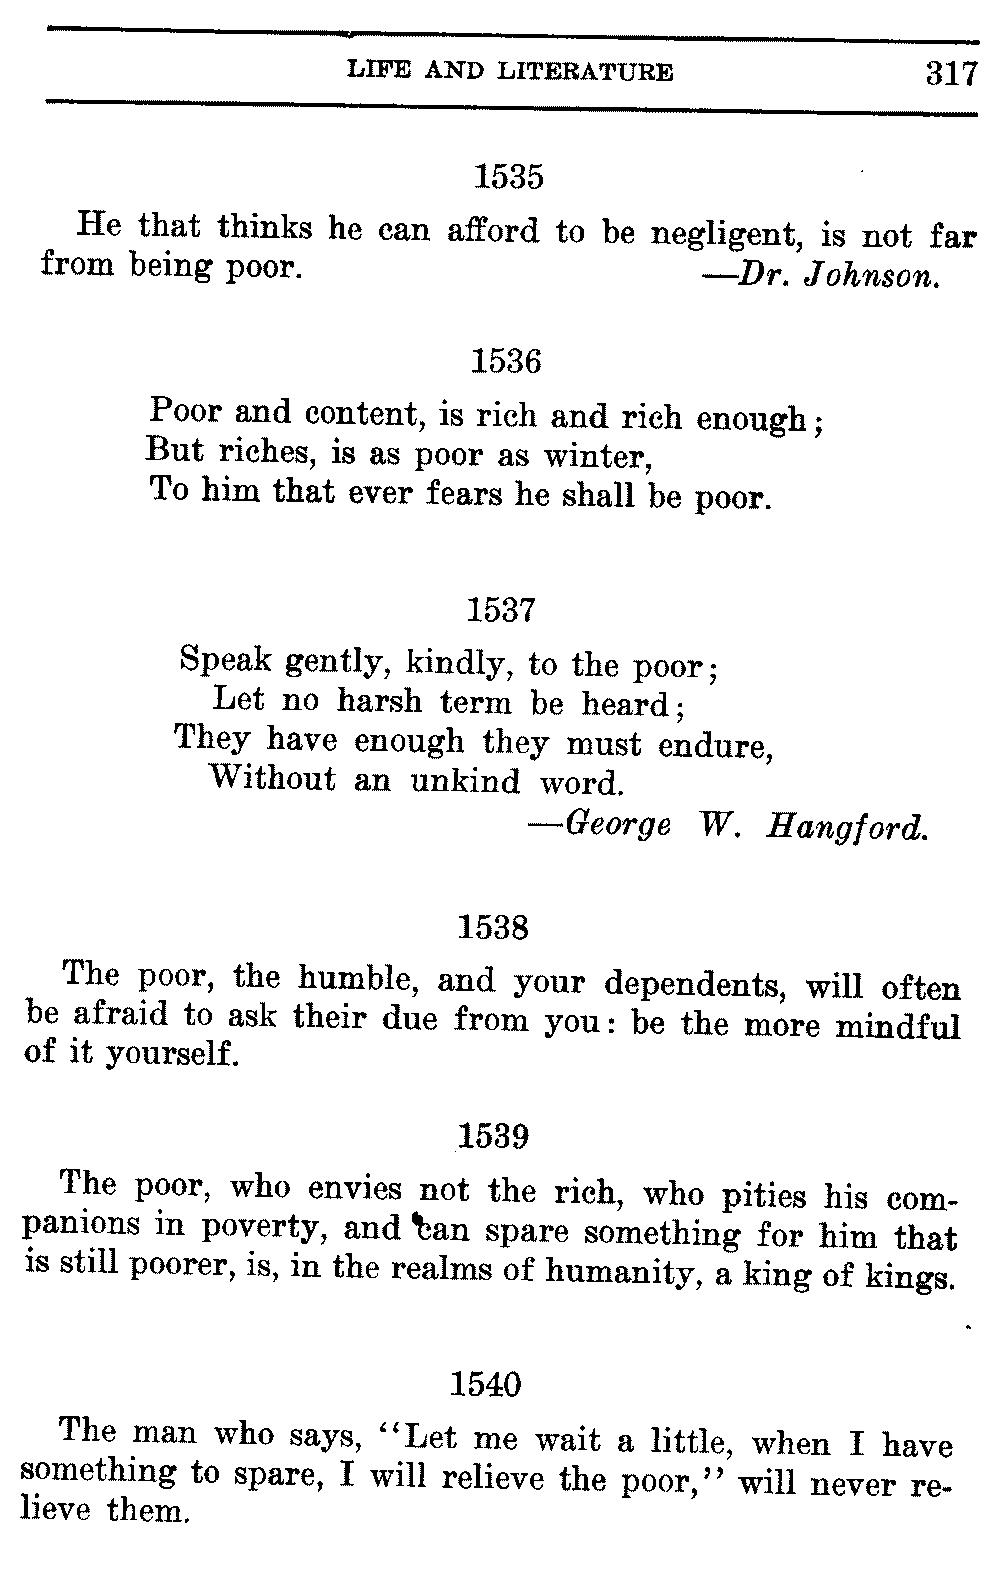 LIFE AND LITERATURE 317
1535
He that thinks he can afford to be negligent, is not far
from being poor. —Dr. Johnson.
1536
Poor and content, is rich and rich enough;
But riches, is as poor as winter,
To him that ever fears he shall be poor.
1537
Speak gently, kindly, to the poor;
Let no harsh term be heard;
They have enough they must endure,
Without an unkind word.
—George W. Hangford.
1538
The poor, the humble, and your dependents, will often
be afraid to ask their due from you: be the more mindful
of it yourself.
1539
The poor, who envies not the rich, who pities his com-
panions in poverty, and can spare something for him that
is still poorer, is, in the realms of humanity, a king of kings.
1540
The man who says, "Let me wait a little, when I have
something to spare, I will relieve the poor," will never re-
lieve them.